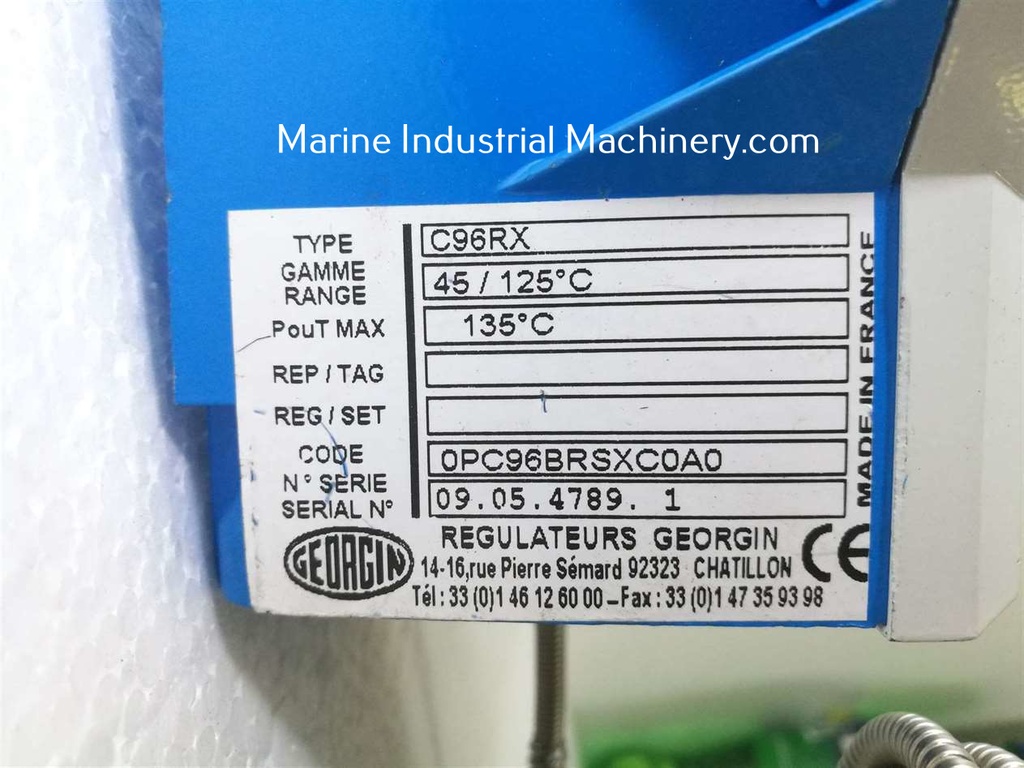 Marine Industrial Machinery.com
TYPE C96RX
GAMME
RANGE 45 / 125°C
PouT MAX 135°C
REP / TAG
REG / SET
CODE 0PC96BRSXC0A0
N° SERIE
SERIAL N° 09.05.4789. 1
MADE IN FRANCE
REGULATEURS GEORGIN
GEORGIN
14-16,rue Pierre Sémard 92323 CHATILLON
CE
Tél : 33 (0)1 46 12 60 00 – Fax : 33 (0)1 47 35 93 98